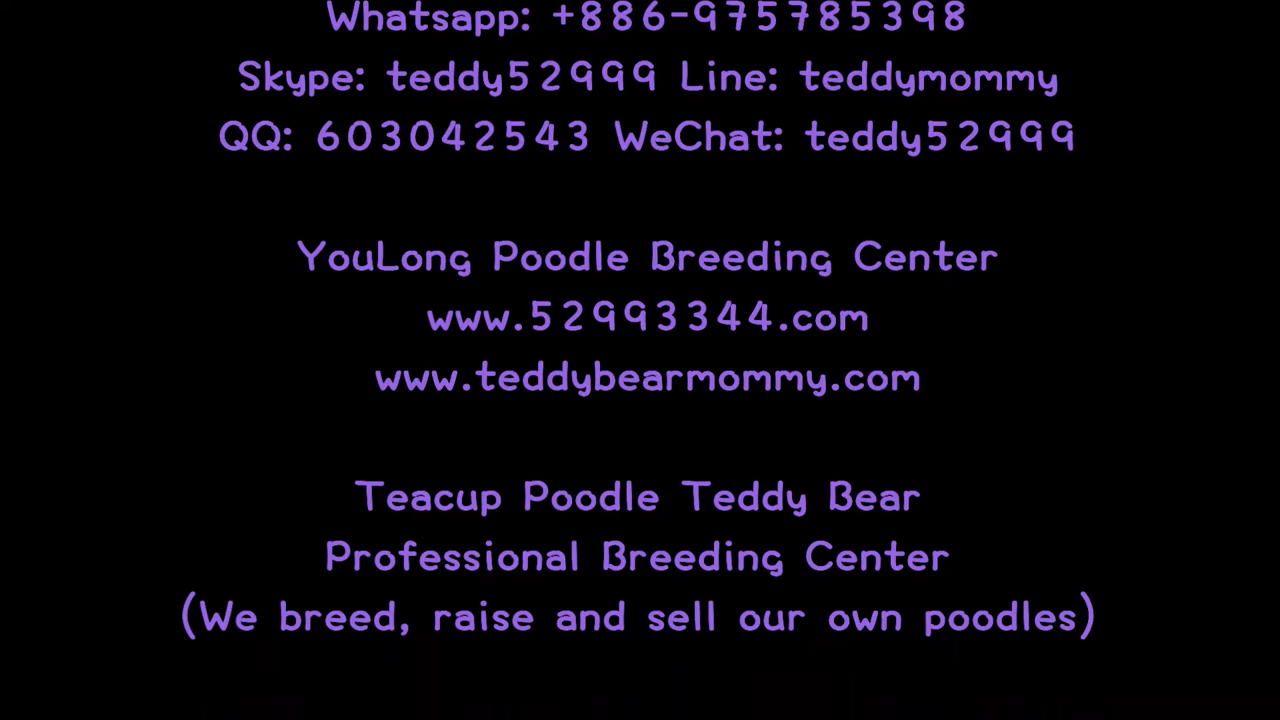 Whatsapp: +886-975785398
Skype: teddy52999 Line: teddymommy
QQ: 603042543 WeChat: teddy52999
YouLong Poodle Breeding Center
www.52993344.com
www.teddybearmommy.com
Teacup Poodle Teddy Bear
Professional Breeding Center
(We breed, raise and sell our own poodles)